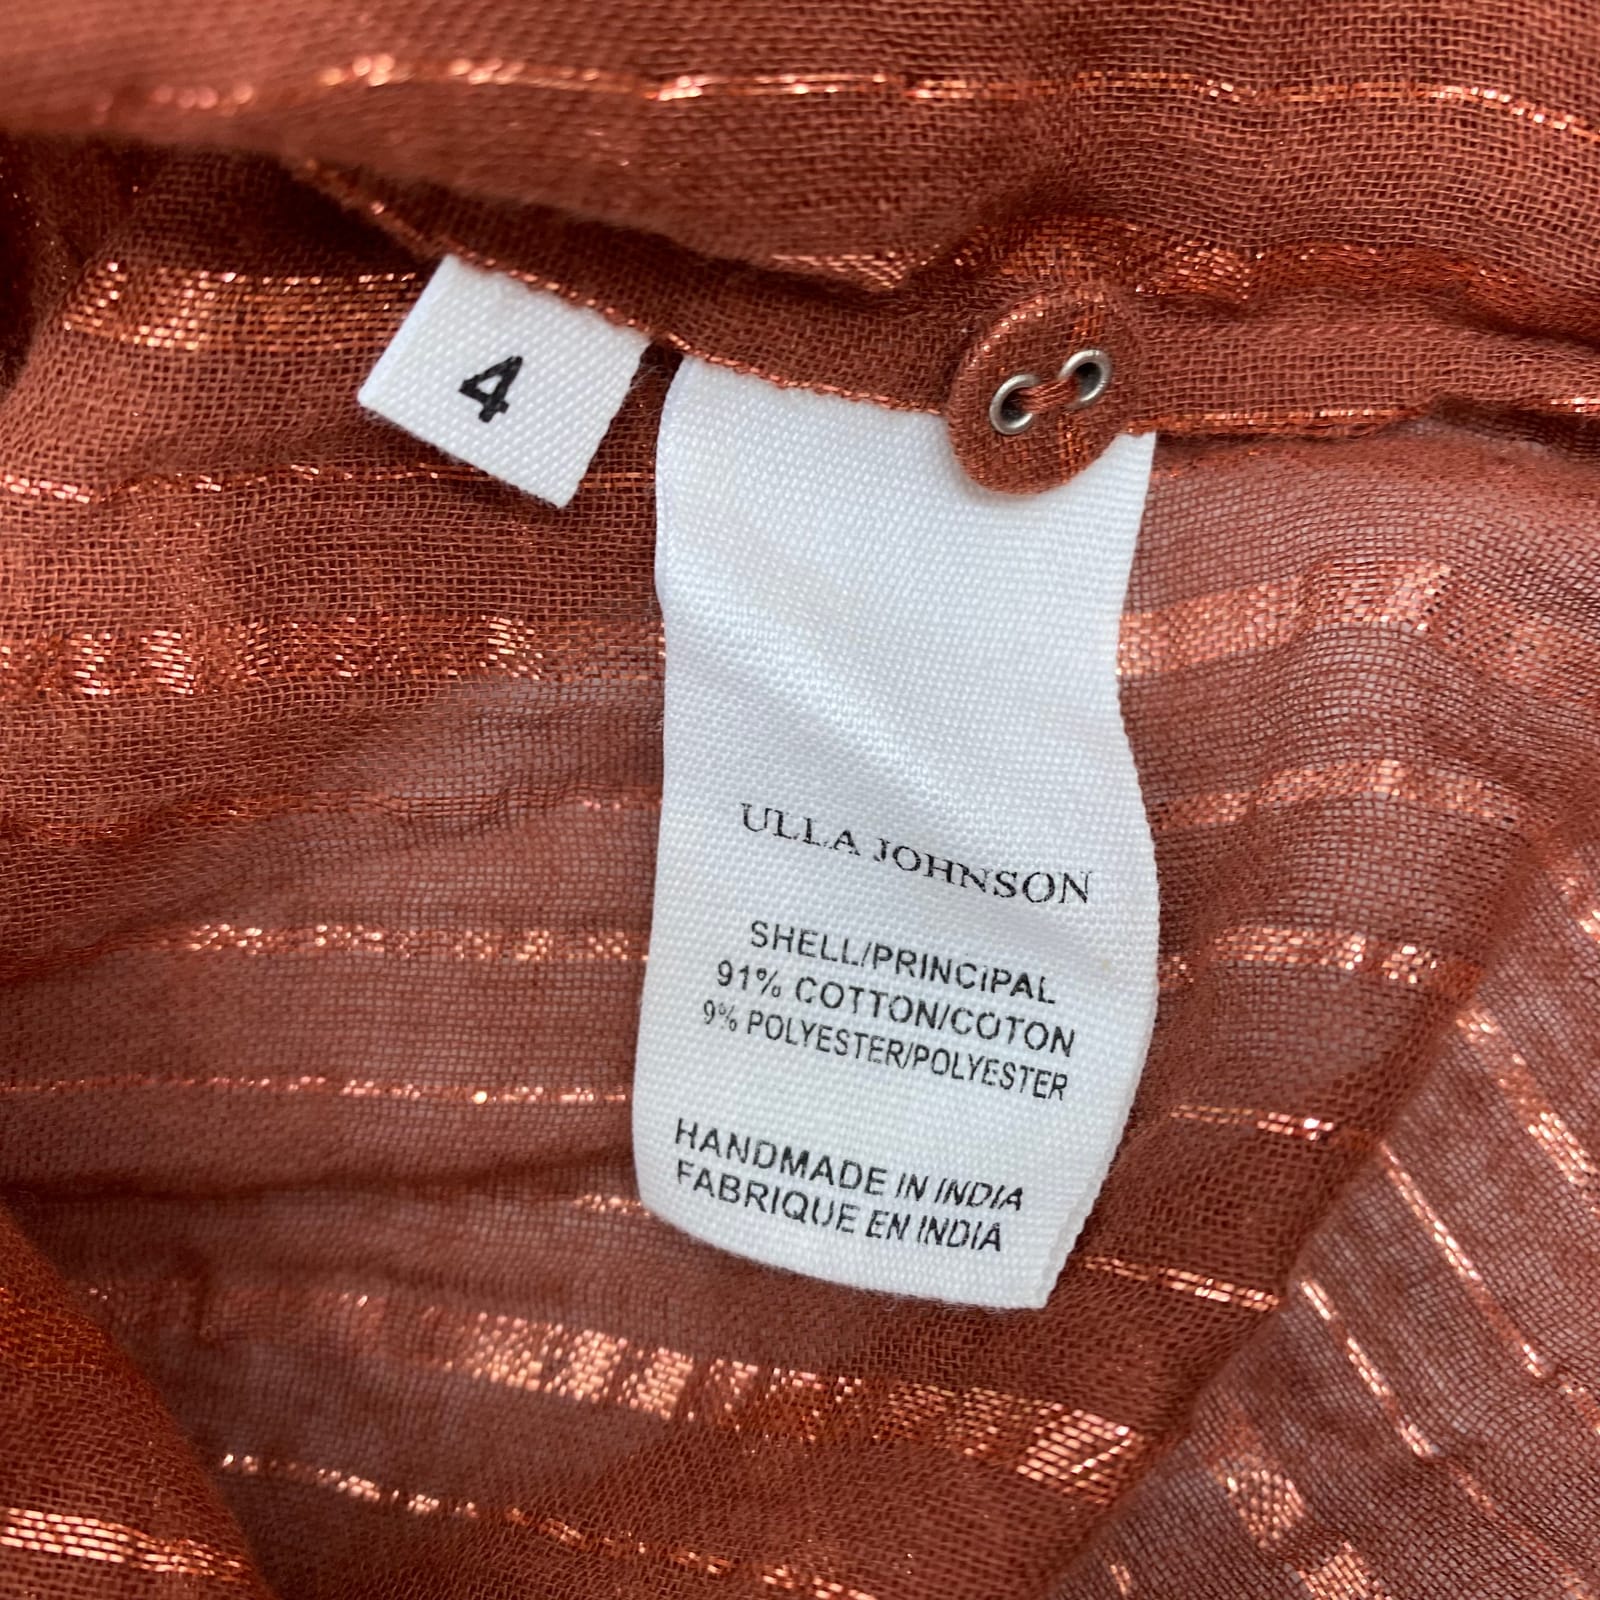 4
ULLA JOHNSON
SHELL/PRINCIPAL
91% COTTON/COTON
9% POLYESTER/POLYESTER
HANDMADE IN INDIA
FABRIQUE EN INDIA